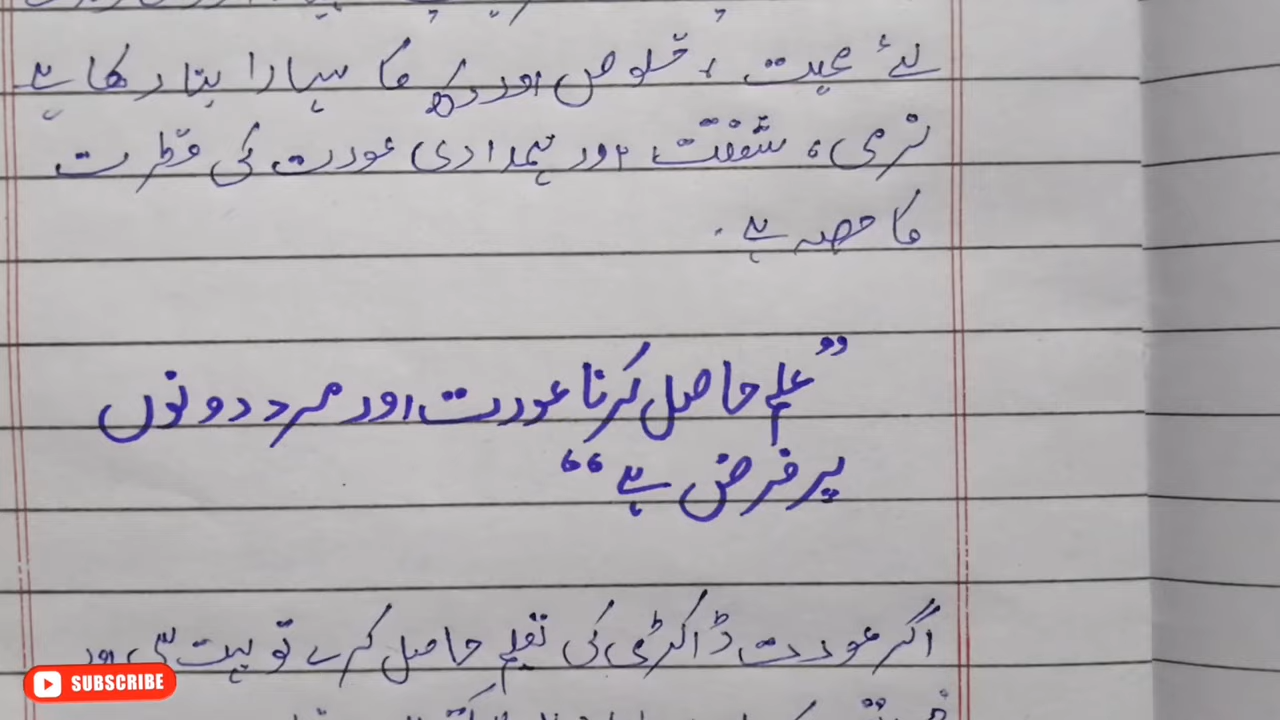 لئے محبت ، خلوص اور دکھ کا سہارا بنا رکھا ہے
نرمی، شفقت، اور ہمدادی عورت کی فطرت
کا حصہ ہے۔
”علم حاصل کرنا عورت اور مرد دونوں
پر فرض ہے“
اگر عورت ڈاکٹری کی تعلیم حاصل کرے تو بہت سی اور
SUBSCRIBE